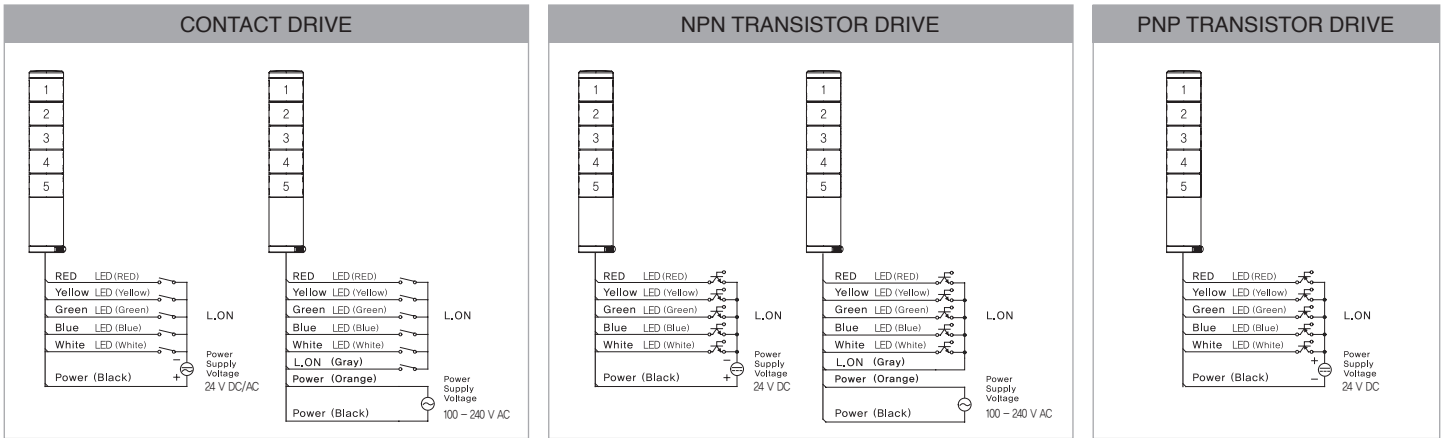 CONTACT DRIVE
1
2
3
4
5
RED LED (RED)
Yellow LED (Yellow)
Green LED (Green)
Blue LED (Blue)
White LED (White)
Power (Black)
L.ON
−
+
Power
Supply
Voltage
24 V DC/AC
1
2
3
4
5
RED LED (RED)
Yellow LED (Yellow)
Green LED (Green)
Blue LED (Blue)
White LED (White)
L.ON (Gray)
Power (Orange)
Power (Black)
L.ON
Power
Supply
Voltage
100 – 240 V AC
NPN TRANSISTOR DRIVE
1
2
3
4
5
RED LED (RED)
Yellow LED (Yellow)
Green LED (Green)
Blue LED (Blue)
White LED (White)
Power (Black)
L.ON
−
+
Power
Supply
Voltage
24 V DC
1
2
3
4
5
RED LED (RED)
Yellow LED (Yellow)
Green LED (Green)
Blue LED (Blue)
White LED (White)
L.ON (Gray)
Power (Orange)
Power (Black)
L.ON
Power
Supply
Voltage
100 – 240 V AC
PNP TRANSISTOR DRIVE
1
2
3
4
5
RED LED (RED)
Yellow LED (Yellow)
Green LED (Green)
Blue LED (Blue)
White LED (White)
Power (Black)
L.ON
+
−
Power
Supply
Voltage
24 V DC